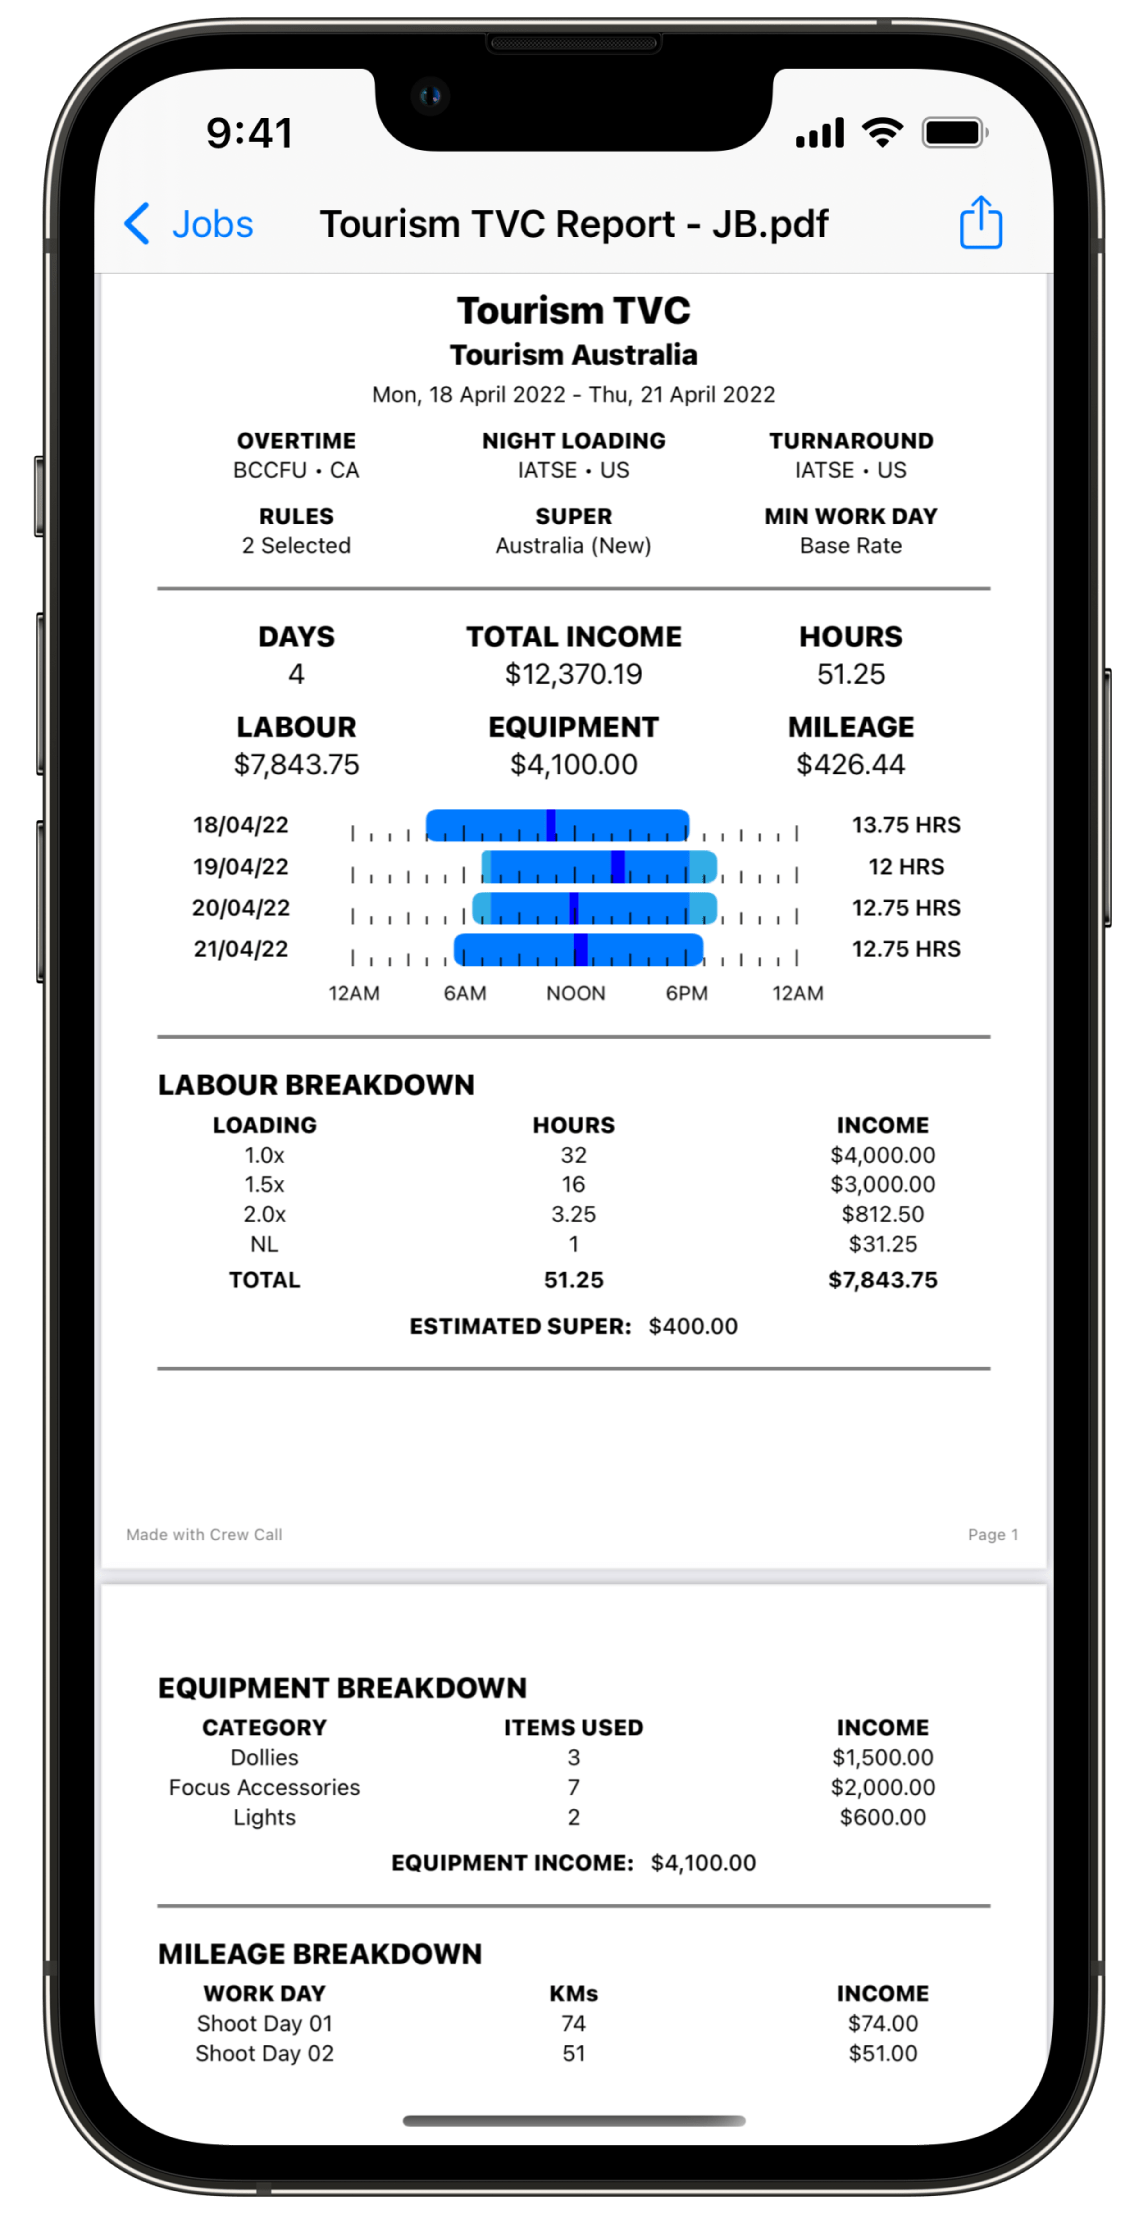 9:41
Jobs Tourism TVC Report - JB.pdf
Tourism TVC
Tourism Australia
Mon, 18 April 2022 - Thu, 21 April 2022
OVERTIME NIGHT LOADING TURNAROUND
BCCFU • CA IATSE • US IATSE • US
RULES SUPER MIN WORK DAY
2 Selected Australia (New) Base Rate
DAYS TOTAL INCOME HOURS
4 $12,370.19 51.25
LABOUR EQUIPMENT MILEAGE
$7,843.75 $4,100.00 $426.44
18/04/22 13.75 HRS
19/04/22 12 HRS
20/04/22 12.75 HRS
21/04/22 12.75 HRS
12AM 6AM NOON 6PM 12AM
LABOUR BREAKDOWN
LOADING HOURS INCOME
1.0x 32 $4,000.00
1.5x 16 $3,000.00
2.0x 3.25 $812.50
NL 1 $31.25
TOTAL 51.25 $7,843.75
ESTIMATED SUPER: $400.00
Made with Crew Call Page 1
EQUIPMENT BREAKDOWN
CATEGORY ITEMS USED INCOME
Dollies 3 $1,500.00
Focus Accessories 7 $2,000.00
Lights 2 $600.00
EQUIPMENT INCOME: $4,100.00
MILEAGE BREAKDOWN
WORK DAY KMs INCOME
Shoot Day 01 74 $74.00
Shoot Day 02 51 $51.00